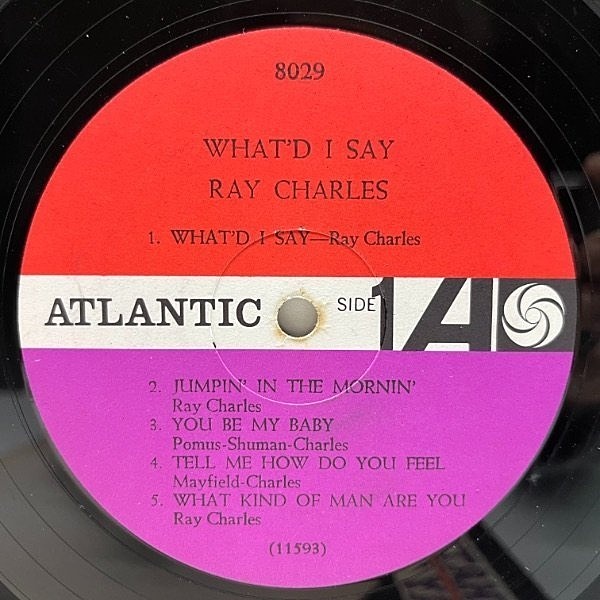 8029
WHAT'D I SAY
RAY CHARLES
1. WHAT'D I SAY—Ray Charles
ATLANTIC SIDE 1 A
2. JUMPIN' IN THE MORNIN'
Ray Charles
3. YOU BE MY BABY
Pomus-Shuman-Charles
4. TELL ME HOW DO YOU FEEL
Mayfield-Charles
5. WHAT KIND OF MAN ARE YOU
Ray Charles
(11593)